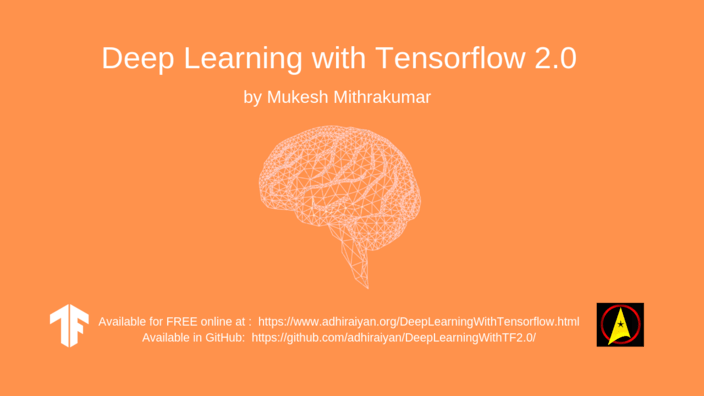 Deep Learning with Tensorflow 2.0
by Mukesh Mithrakumar
Available for FREE online at : https://www.adhiraiyan.org/DeepLearningWithTensorflow.html
Available in GitHub: https://github.com/adhiraiyan/DeepLearningWithTF2.0/